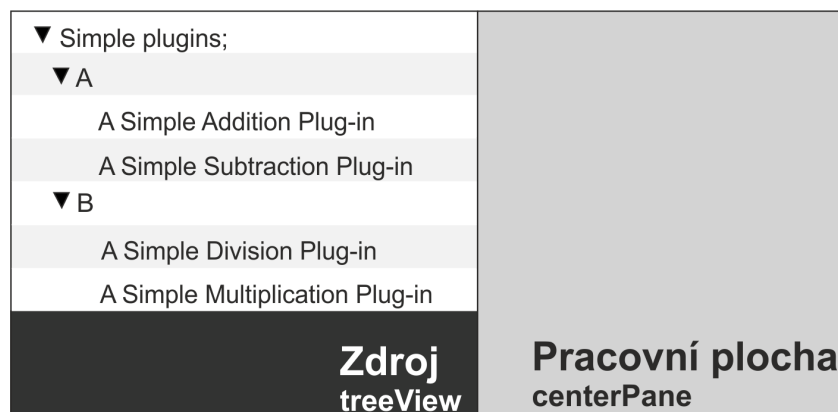 Simple plugins;
A
A Simple Addition Plug-in
A Simple Subtraction Plug-in
B
A Simple Division Plug-in
A Simple Multiplication Plug-in
Zdroj
treeView
Pracovní plocha
centerPane